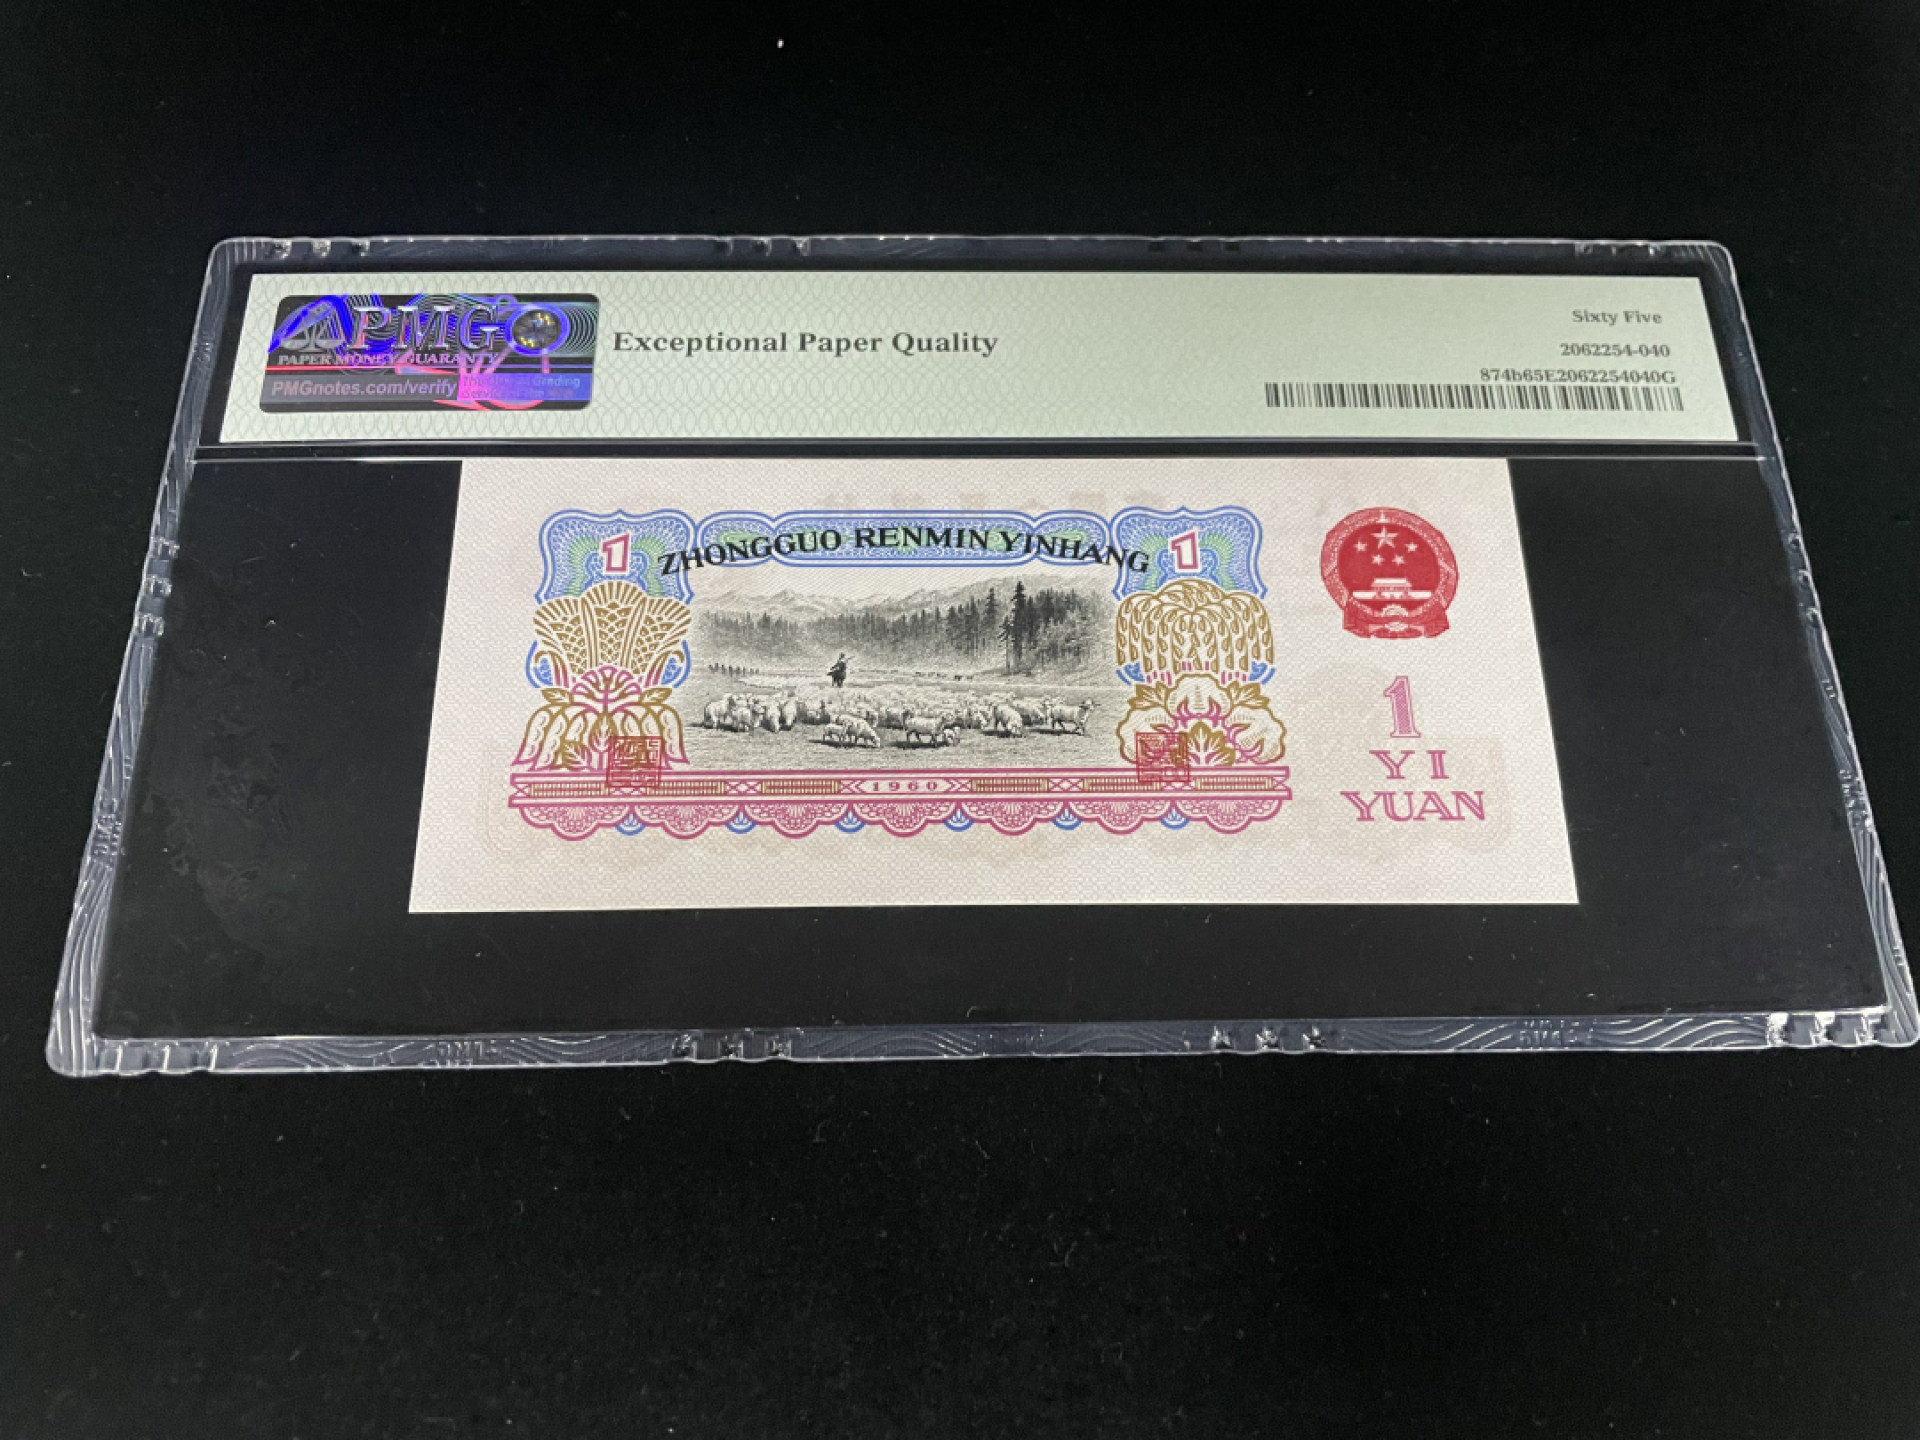 PMG
PAPER MONEY GUARANTY
PMGnotes.com/verify
Exceptional Paper Quality
Sixty Five
2062254-040
874b65E2062254040G
1
ZHONGGUO RENMIN YINHANG
1
1960
1
YI
YUAN